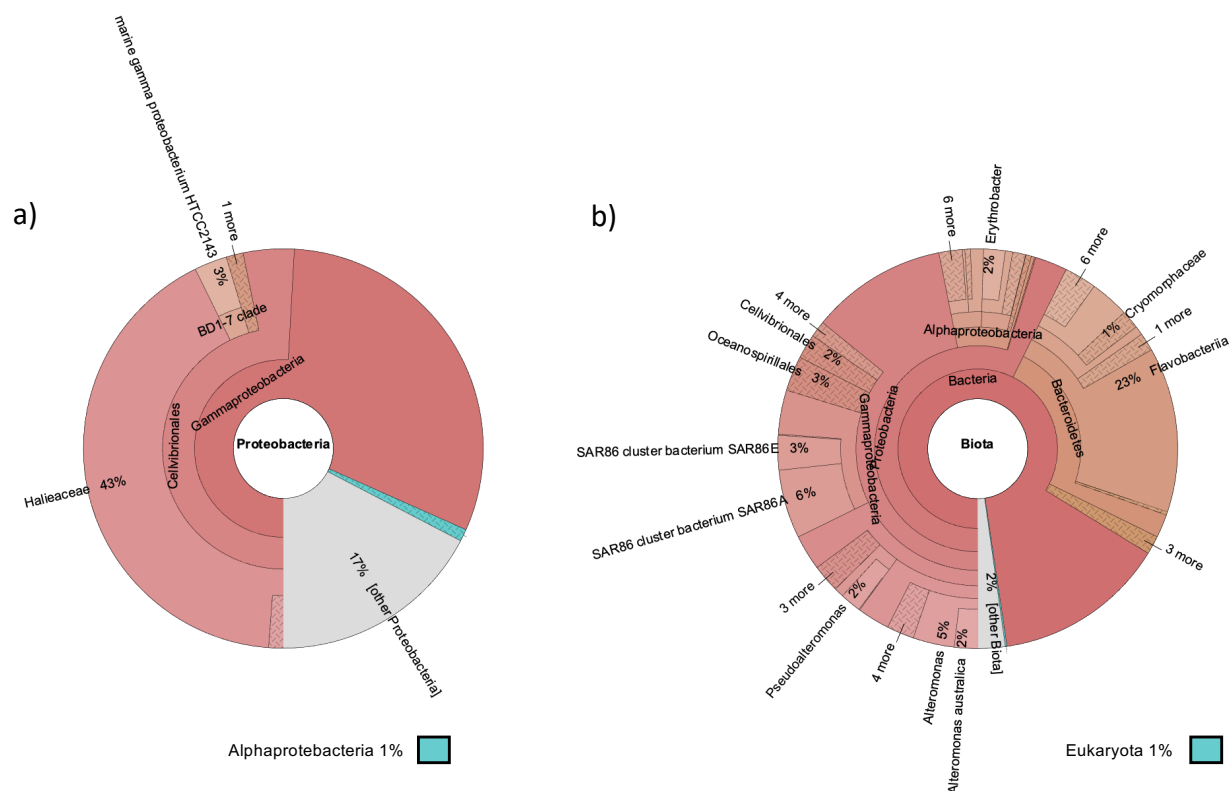 a)
marine gamma proteobacterium HTCC2143
3%
1 more
BD1-7 clade
Gammaproteobacteria
Cellvibrionales
Halieaceae 43%
Proteobacteria
17% [other Proteobacteria]
Alphaprotebacteria 1%
b)
6 more
Erythrobacter
2%
6 more
Cryomorphaceae
1%
1 more
Flavobacteriia
23%
4 more
Cellvibrionales
2%
Oceanospirillales
3%
Alphaproteobacteria
Bacteria
Bacteroidetes
Proteobacteria
Gammaproteobacteria
Biota
SAR86 cluster bacterium SAR86E 3%
SAR86 cluster bacterium SAR86A 6%
3 more
3 more
Pseudoalteromonas 2%
4 more
Alteromonas 5%
Alteromonas australica 2%
2% [other Biota]
Eukaryota 1%